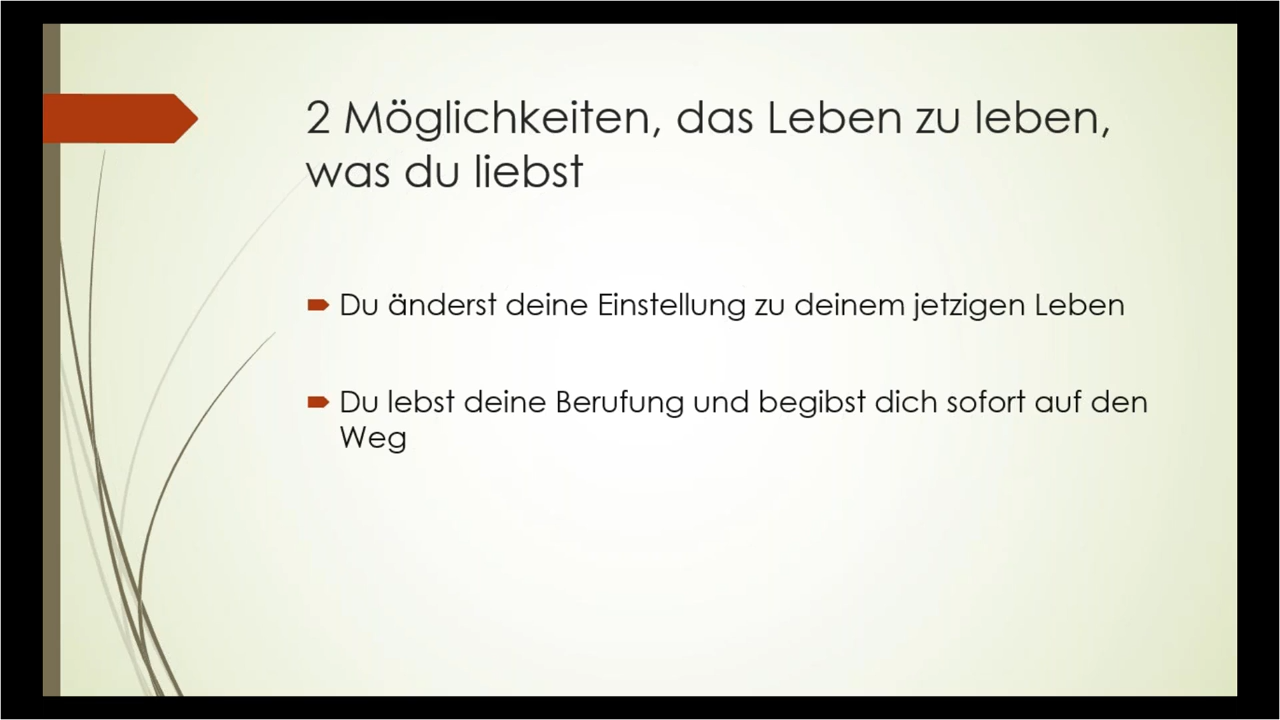 2 Möglichkeiten, das Leben zu leben,
was du liebst
Du änderst deine Einstellung zu deinem jetzigen Leben
Du lebst deine Berufung und begibst dich sofort auf den
Weg